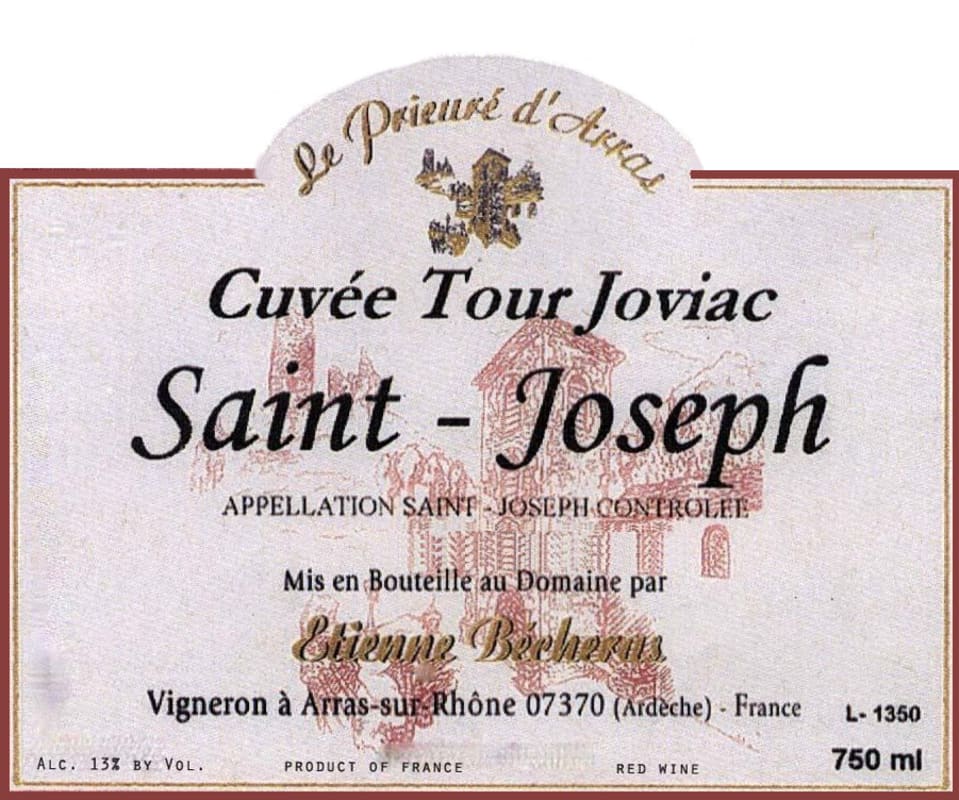 Le Prieuré d'Arras
Cuvée Tour Joviac
Saint - Joseph
APPELLATION SAINT - JOSEPH CONTROLEE
Mis en Bouteille au Domaine par
Etienne Bécheras
Vigneron à Arras-sur-Rhône 07370 (Ardèche) - France
L- 1350
ALC. 13% BY VOL.
PRODUCT OF FRANCE
RED WINE
750 ml